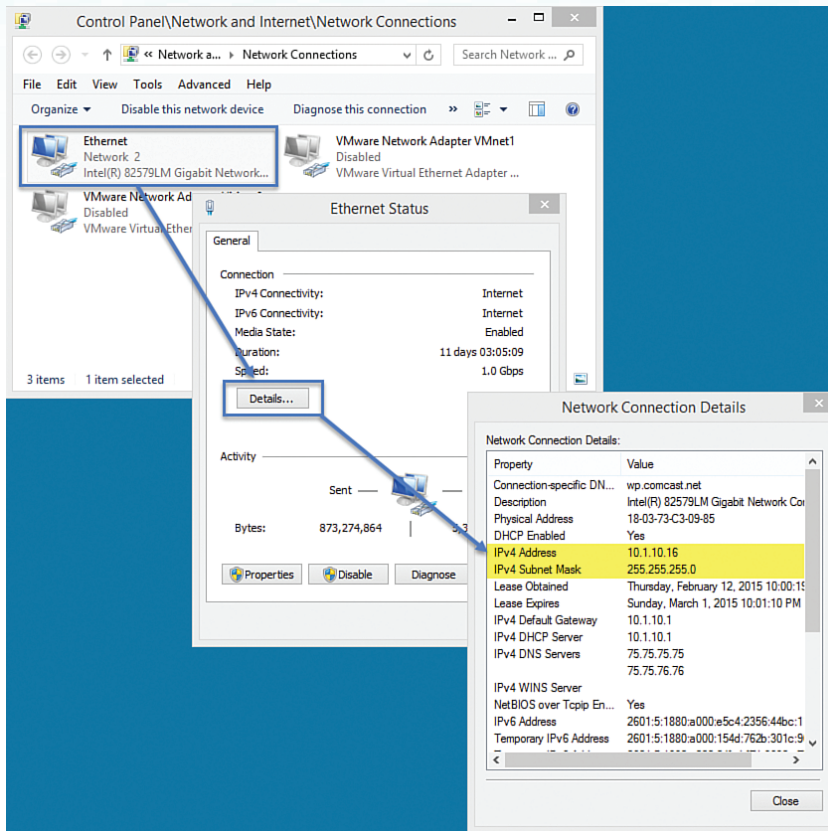 Control Panel\Network and Internet\Network Connections
« Network a... Network Connections
Search Network ...
File Edit View Tools Advanced Help
Organize Disable this network device Diagnose this connection »
Ethernet
Network 2
Intel(R) 82579LM Gigabit Network...
VMware Network Adapter VMnet1
Disabled
VMware Virtual Ethernet Adapter ...
VMware Network Ad
Disabled
VMware Virtual Ether
3 items 1 item selected
Ethernet Status
General
Connection
IPv4 Connectivity: Internet
IPv6 Connectivity: Internet
Media State: Enabled
Duration: 11 days 03:05:09
Speed: 1.0 Gbps
Details...
Activity
Sent
Bytes: 873,274,864
Properties Disable Diagnose
Network Connection Details
Network Connection Details:
Property Value
Connection-specific DN... wp.comcast.net
Description Intel(R) 82579LM Gigabit Network Co
Physical Address 18-03-73-C3-09-85
DHCP Enabled Yes
IPv4 Address 10.1.10.16
IPv4 Subnet Mask 255.255.255.0
Lease Obtained Thursday, February 12, 2015 10:00:15
Lease Expires Sunday, March 1, 2015 10:01:10 PM
IPv4 Default Gateway 10.1.10.1
IPv4 DHCP Server 10.1.10.1
IPv4 DNS Servers 75.75.75.75
75.75.76.76
IPv4 WINS Server
NetBIOS over Tcpip En... Yes
IPv6 Address 2601:5:1880:a000:e5c4:2356:44bc:1
Temporary IPv6 Address 2601:5:1880:a000:154d:762b:301c:9
Close